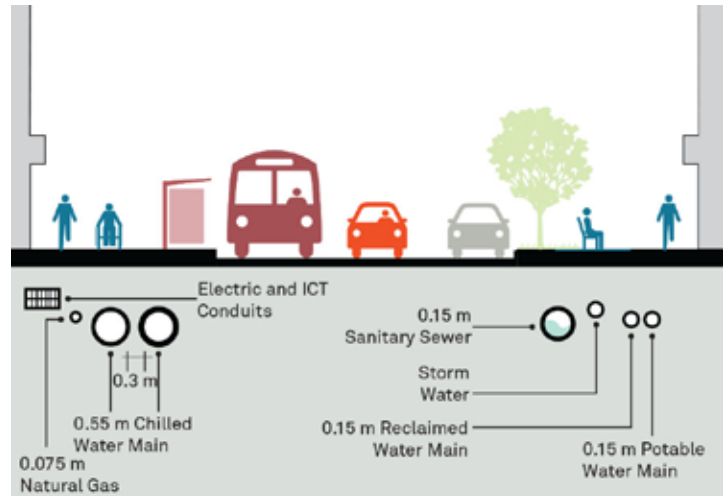 Electric and ICT
Conduits
0.3 m
0.55 m Chilled
Water Main
0.075 m
Natural Gas
0.15 m
Sanitary Sewer
Storm
Water
0.15 m Reclaimed
Water Main
0.15 m Potable
Water Main